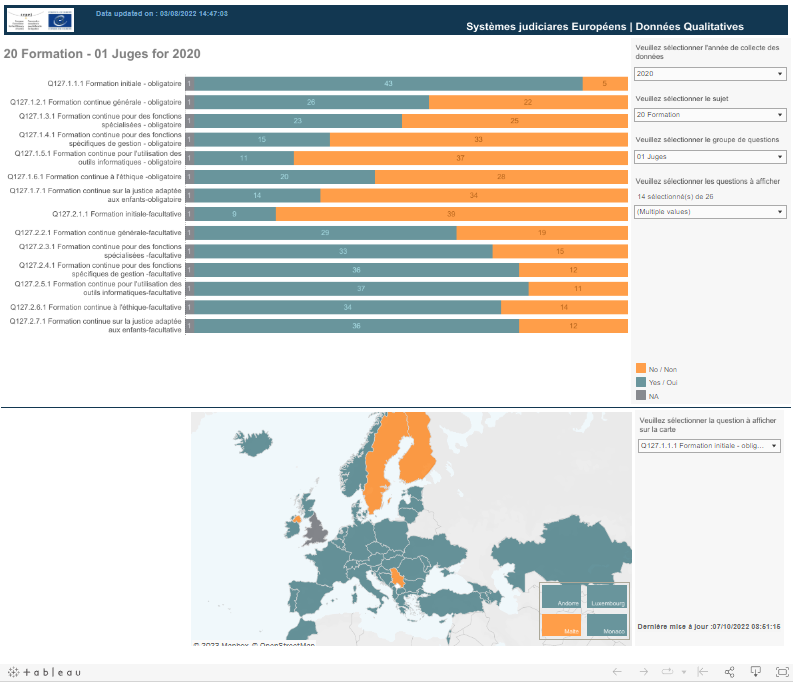 cepej
Data updated on : 03/08/2022 14:47:03
Systèmes judiciares Européens | Données Qualitatives
20 Formation - 01 Juges for 2020
Q127.1.1.1 Formation initiale - obligatoire 1 43 5
Q127.1.2.1 Formation continue générale - obligatoire 1 26 22
Q127.1.3.1 Formation continue pour des fonctions
spécialisées - obligatoire 1 23 25
Q127.1.4.1 Formation continue pour des fonctions
spécifiques de gestion - obligatoire 1 15 33
Q127.1.5.1 Formation continue pour l'utilisation des
outils informatiques - obligatoire 1 11 37
Q127.1.6.1 Formation continue à l'éthique -obligatoire 1 20 28
Q127.1.7.1 Formation continue sur la justice adaptée
aux enfants-obligatoire 1 14 34
Q127.2.1.1 Formation initiale-facultative 1 9 39
Q127.2.2.1 Formation continue générale-facultative 1 29 19
Q127.2.3.1 Formation continue pour des fonctions
spécialisées -facultative 1 33 15
Q127.2.4.1 Formation continue pour des fonctions
spécifiques de gestion -facultative 1 36 12
Q127.2.5.1 Formation continue pour l'utilisation des
outils informatiques-facultative 1 37 11
Q127.2.6.1 Formation continue à l'éthique-facultative 1 34 14
Q127.2.7.1 Formation continue sur la justice adaptée
aux enfants-facultative 1 36 12
Veuillez sélectionner l'année de collecte des
données
2020
Veuillez sélectionner le sujet
20 Formation
Veuillez sélectionner le groupe de questions
01 Juges
Veuillez sélectionner les questions à afficher
14 sélectionné(s) de 26
(Multiple values)
No / Non
Yes / Oui
NA
Veuillez sélectionner la question à afficher
sur la carte
Q127.1.1.1 Formation initiale - oblig...
Andorre Luxembourg
Malte Monaco
Dernière mise à jour :07/10/2022 03:51:15
© 2023 Mapbox © OpenStreetMap
+ableau